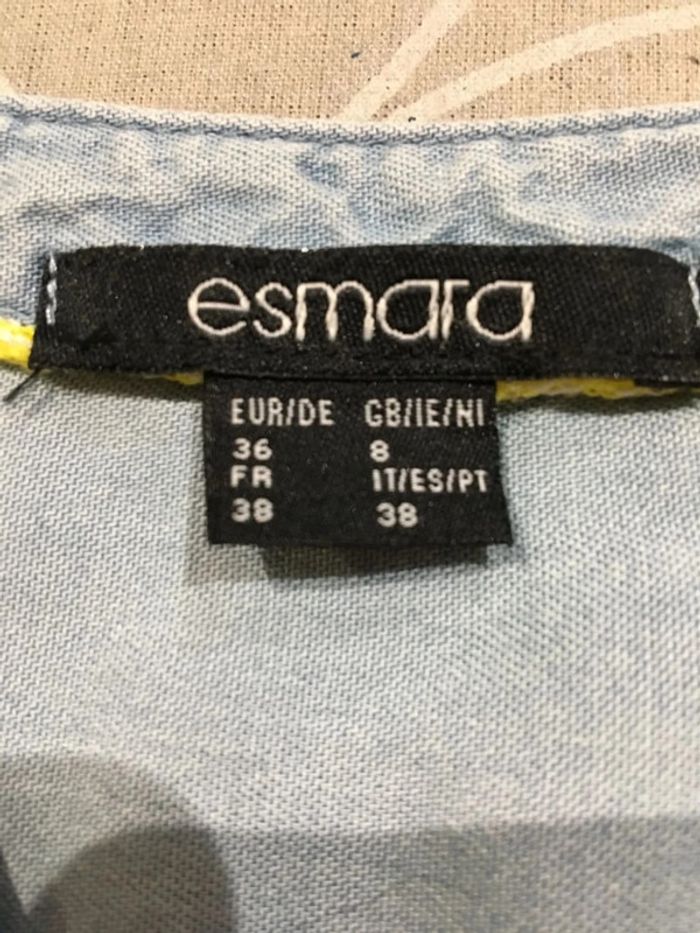 esmara
EUR/DE GB/IE/NI
36 8
FR IT/ES/PT
38 38